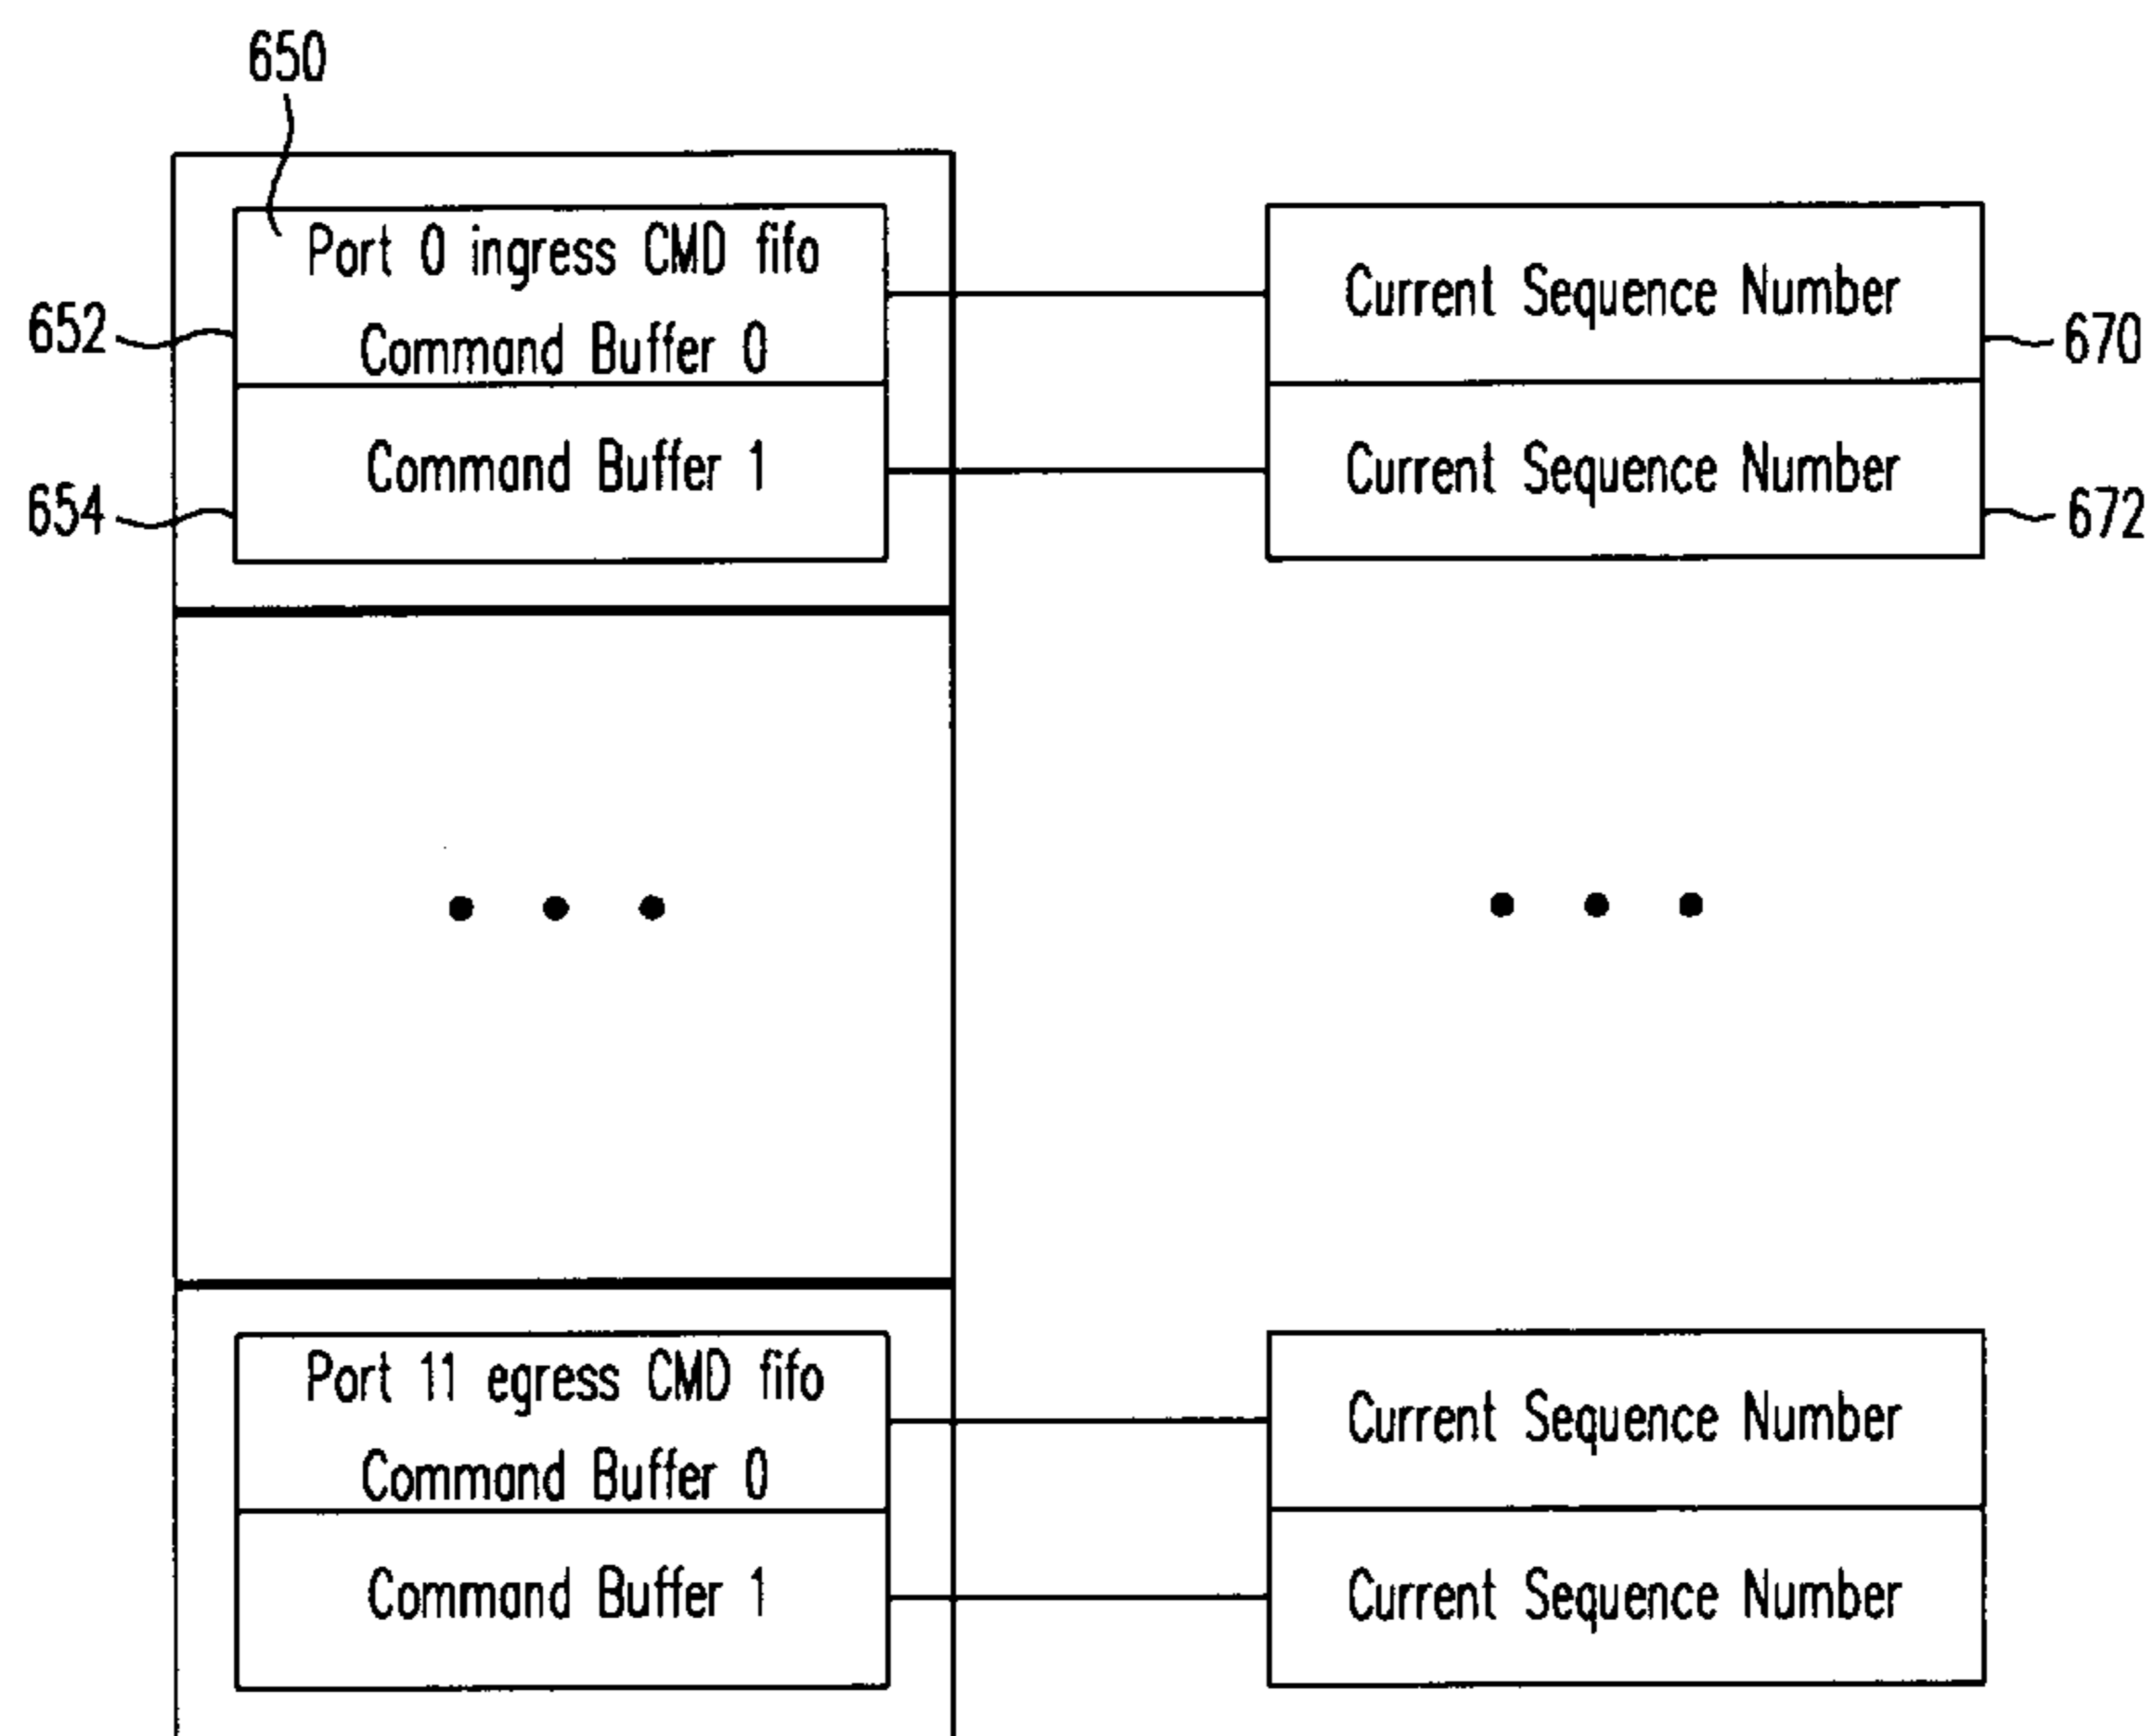 650
Port 0 ingress CMD fifo
Command Buffer 0
652
Command Buffer 1
654
Current Sequence Number
670
Current Sequence Number
672
Port 11 egress CMD fifo
Command Buffer 0
Command Buffer 1
Current Sequence Number
Current Sequence Number